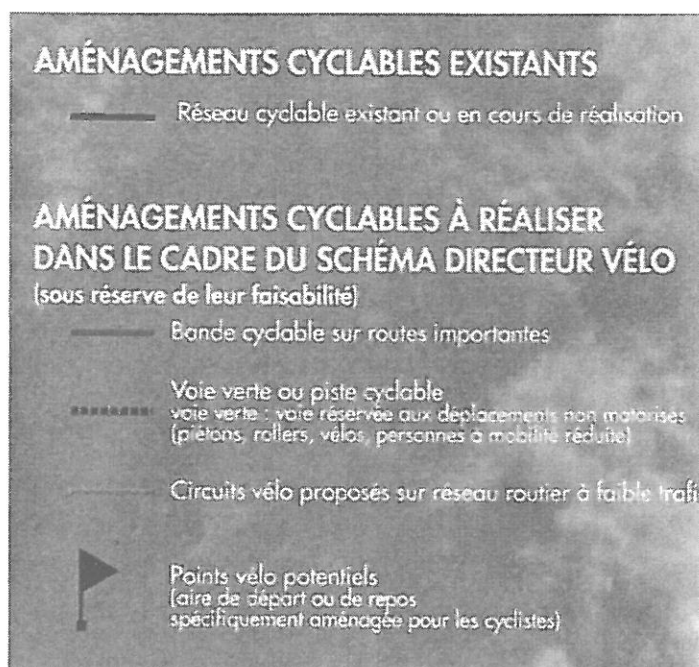 AMÉNAGEMENTS CYCLABLES EXISTANTS
Réseau cyclable existant ou en cours de réalisation
AMÉNAGEMENTS CYCLABLES À RÉALISER
DANS LE CADRE DU SCHÉMA DIRECTEUR VÉLO
(sous réserve de leur faisabilité)
Bande cyclable sur routes importantes
Voie verte ou piste cyclable
voie verte : voie réservée aux déplacements non motorisés
(piétons, rollers, vélos, personnes à mobilité réduite)
Circuits vélo proposés sur réseau routier à faible trafi
Points vélo potentiels
(aire de départ ou de repos
spécifiquement aménagée pour les cyclistes)